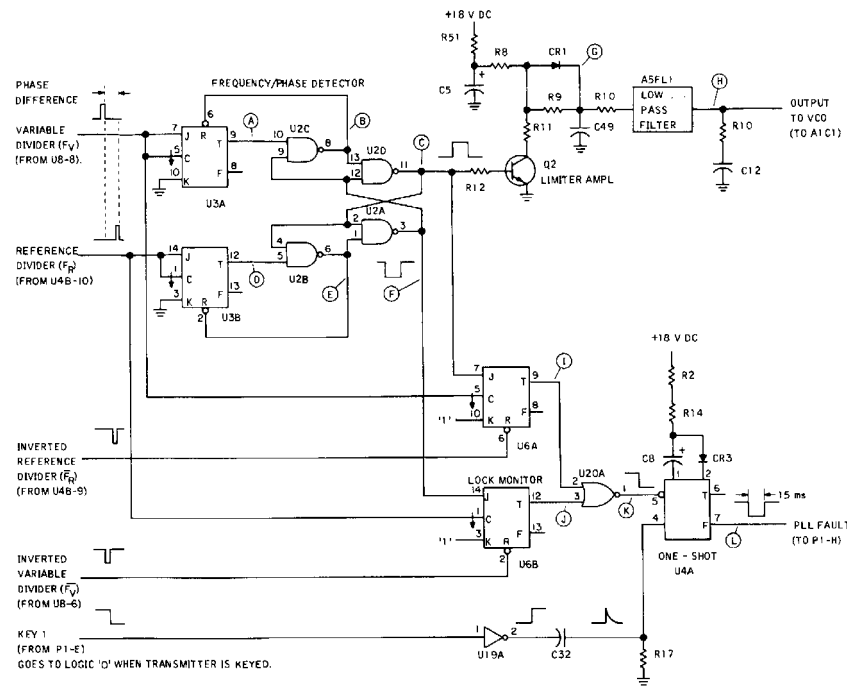 +18 V DC
R51
R8
CR1
G
C5
+
R9
R10
C49
R11
A5FL1
LOW
PASS
FILTER
H
OUTPUT
TO VCO
(TO A1C1)
R10
C12
Q2
LIMITER AMPL
R12
FREQUENCY/PHASE DETECTOR
PHASE
DIFFERENCE
VARIABLE
DIVIDER (FV)
(FROM U8-8).
7 J
6
R
T 9
5 C
10 K
F 8
U3A
A
U2C
10
9
8
B
U2D
13
12
11
C
REFERENCE
DIVIDER (FR)
(FROM U4B-10)
14 J
T 12
1 C
F 13
3 K
R
2
U3B
D
U2B
4
5
6
E
U2A
2
1
3
F
7 J
T 9
5 C
F 8
'1' 10 K
R
6
U6A
I
INVERTED
REFERENCE
DIVIDER (F̅R)
(FROM U4B-9)
LOCK MONITOR
14 J
T 12
1 C
F 13
'1' 3 K
R
2
U6B
J
U20A
2
3
1
K
+18 V DC
R2
R14
C8
+
CR3
1
2
5
4
T 6
F 7
15 ms
L
PLL FAULT
(TO P1-H)
ONE-SHOT
U4A
INVERTED
VARIABLE
DIVIDER (F̅V)
(FROM U8-6)
KEY 1
(FROM P1-E)
GOES TO LOGIC '0' WHEN TRANSMITTER IS KEYED.
1
2
U19A
C32
R17